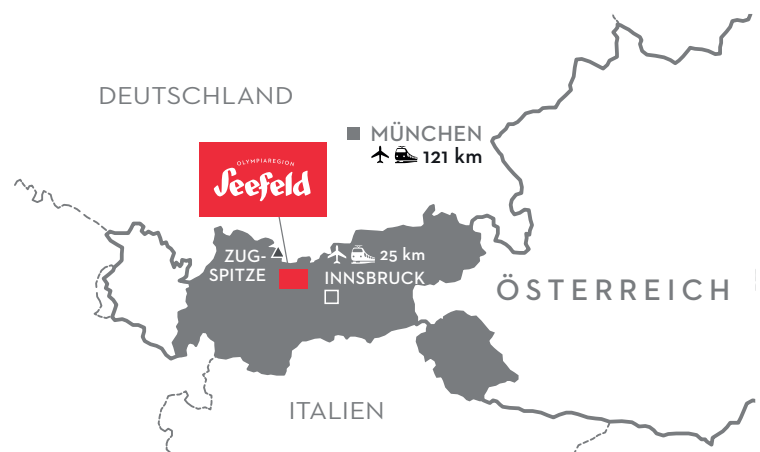 DEUTSCHLAND
MÜNCHEN
121 km
OLYMPIAREGION
Seefeld
ZUG-
SPITZE
25 km
INNSBRUCK
ÖSTERREICH
ITALIEN